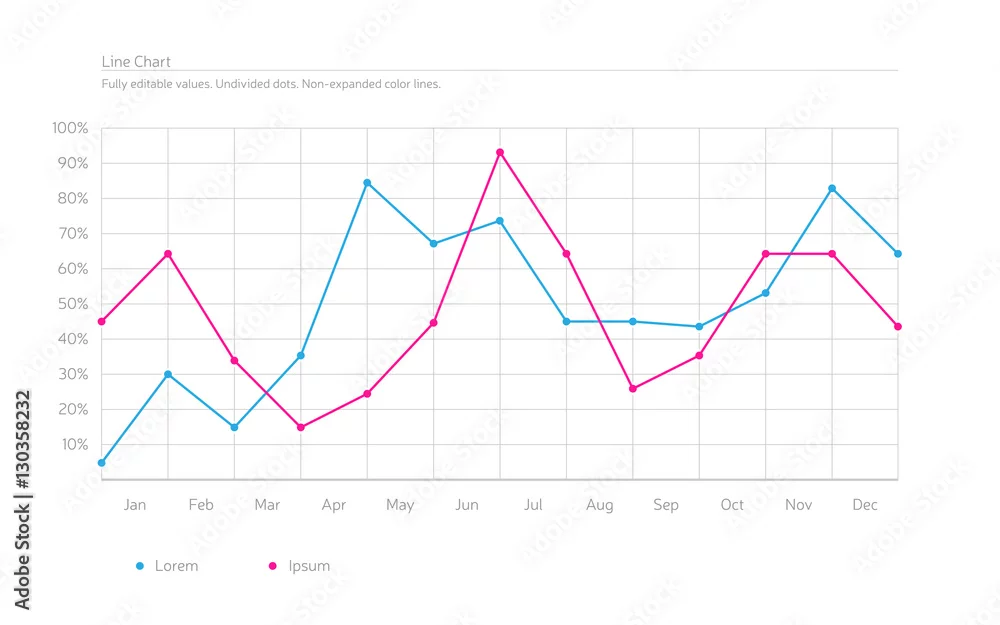 Line Chart
Fully editable values. Undivided dots. Non-expanded color lines.
100%
90%
80%
70%
60%
50%
40%
30%
20%
10%
Jan Feb Mar Apr May Jun Jul Aug Sep Oct Nov Dec
Lorem Ipsum
Adobe Stock | #130358232